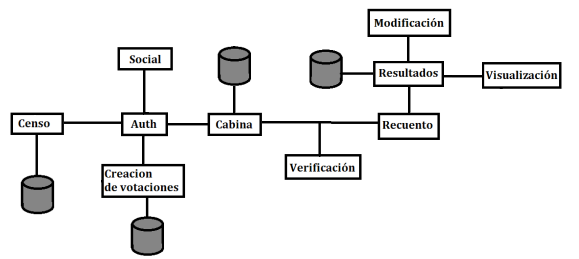 Modificación
Social
Resultados
Visualización
Censo
Auth
Cabina
Recuento
Verificación
Creacion
de votaciones